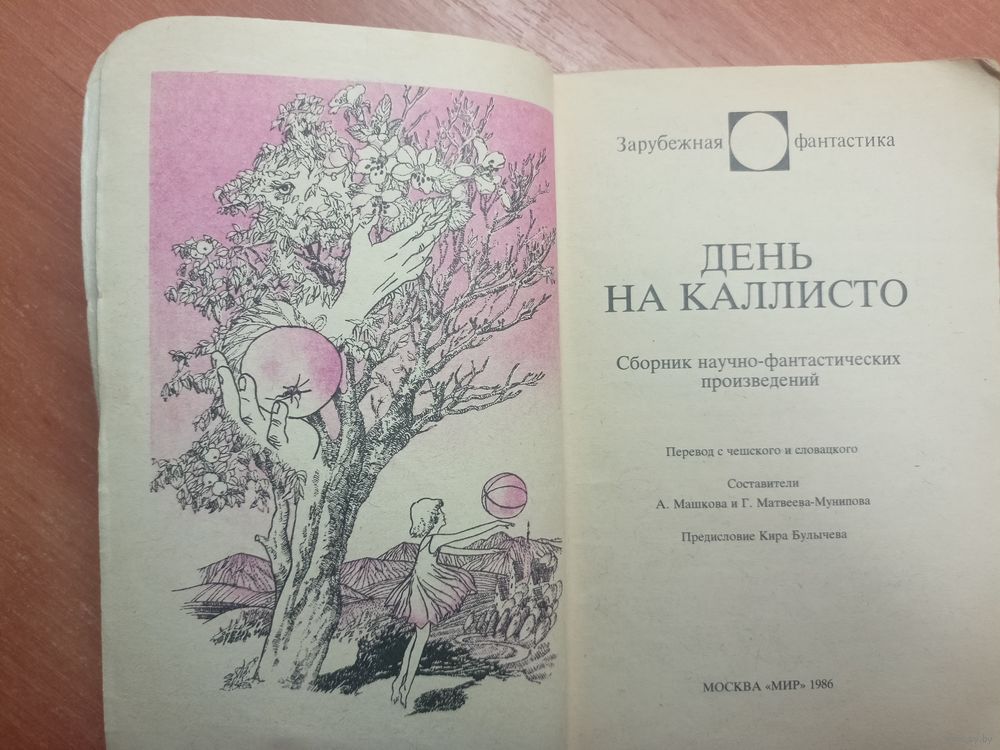 Зарубежная фантастика
ДЕНЬ
НА КАЛЛИСТО
Сборник научно-фантастических
произведений
Перевод с чешского и словацкого
Составители
А. Машкова и Г. Матвеева-Мунипова
Предисловие Кира Булычева
МОСКВА «МИР» 1986